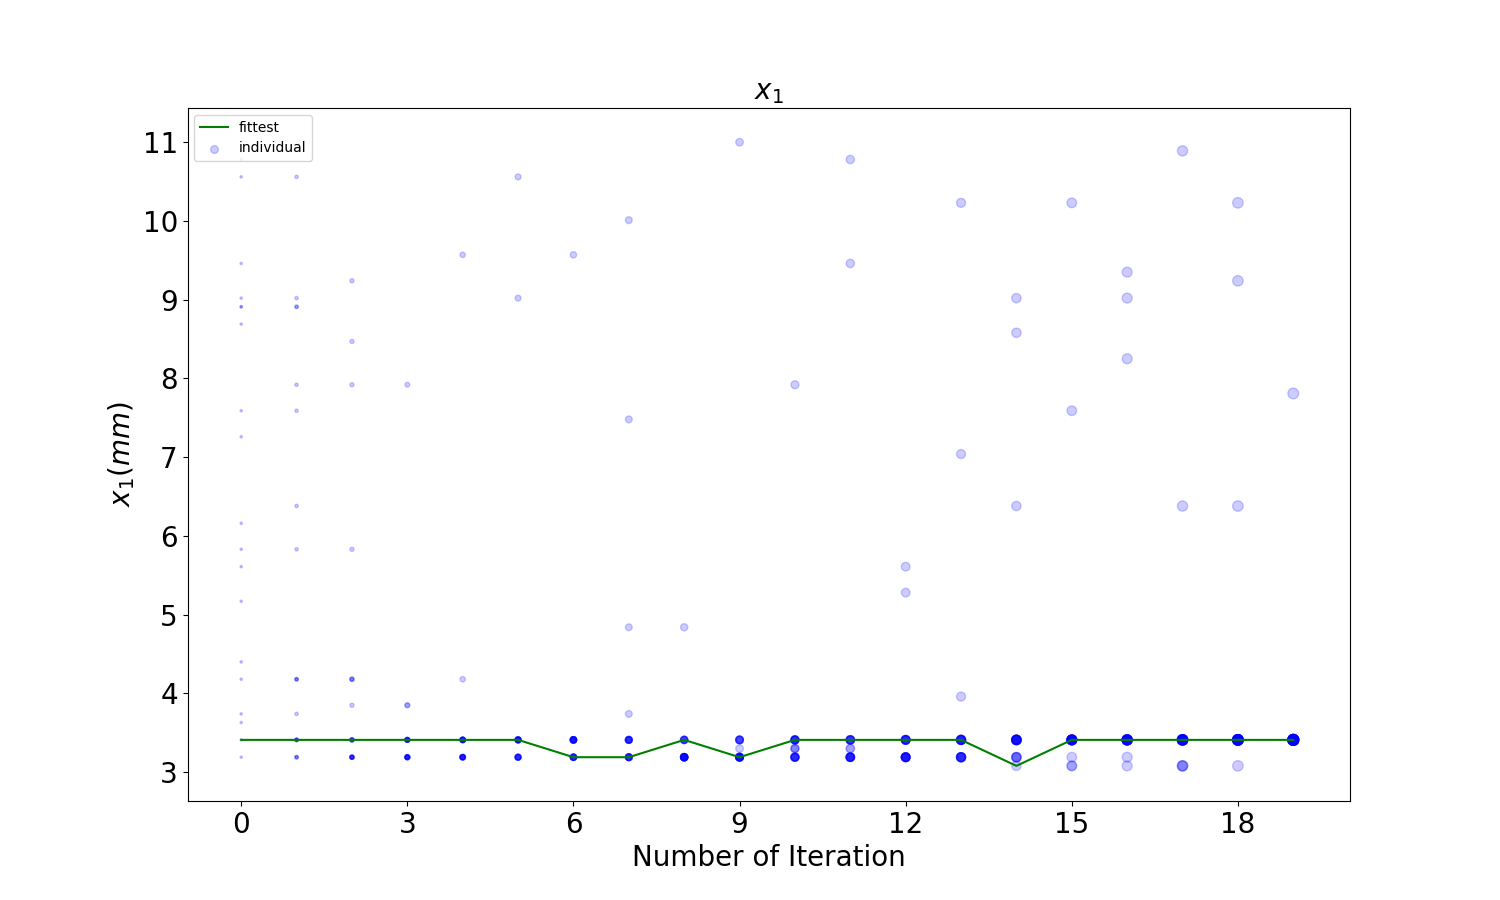 x₁
fittest
individual
11
10
9
8
7
6
5
4
3
x₁(mm)
0 3 6 9 12 15 18
Number of Iteration